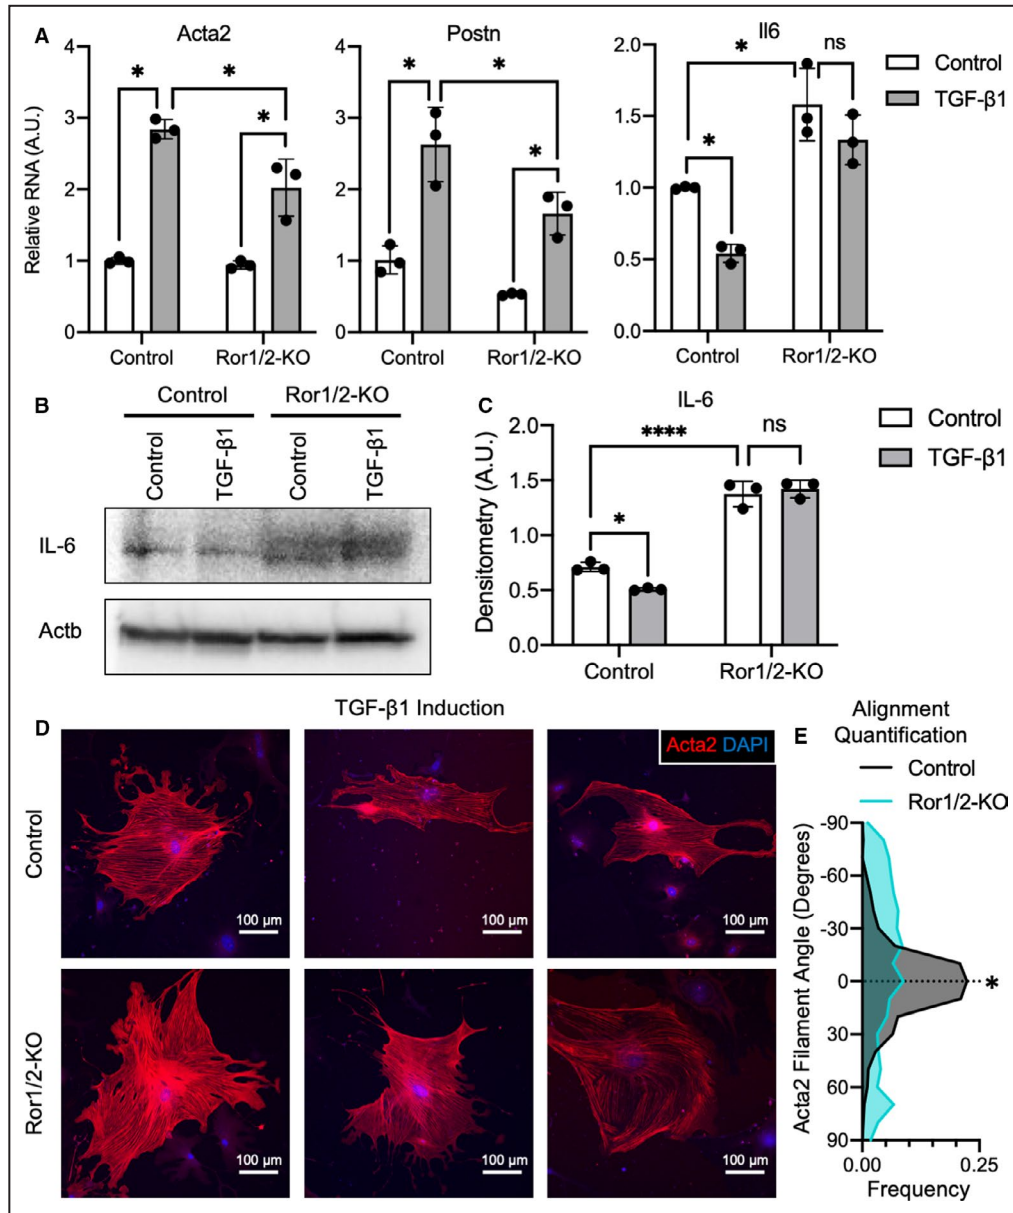 A
Acta2
Postn
Il6
Control
TGF-β1
Relative RNA (A.U.)
4
3
2
1
0
*
*
*
Control
Ror1/2-KO
4
3
2
1
0
*
*
*
Control
Ror1/2-KO
2.0
1.5
1.0
0.5
0.0
*
ns
*
Control
Ror1/2-KO
B
Control
Ror1/2-KO
Control
TGF-β1
Control
TGF-β1
IL-6
Actb
C
IL-6
Control
TGF-β1
Densitometry (A.U.)
2.0
1.5
1.0
0.5
0.0
****
ns
*
Control
Ror1/2-KO
D
TGF-β1 Induction
Acta2 DAPI
Control
100 μm
100 μm
100 μm
Ror1/2-KO
100 μm
100 μm
100 μm
E
Alignment
Quantification
Control
Ror1/2-KO
Acta2 Filament Angle (Degrees)
-90
-60
-30
0
30
60
90
*
0.00
0.25
Frequency